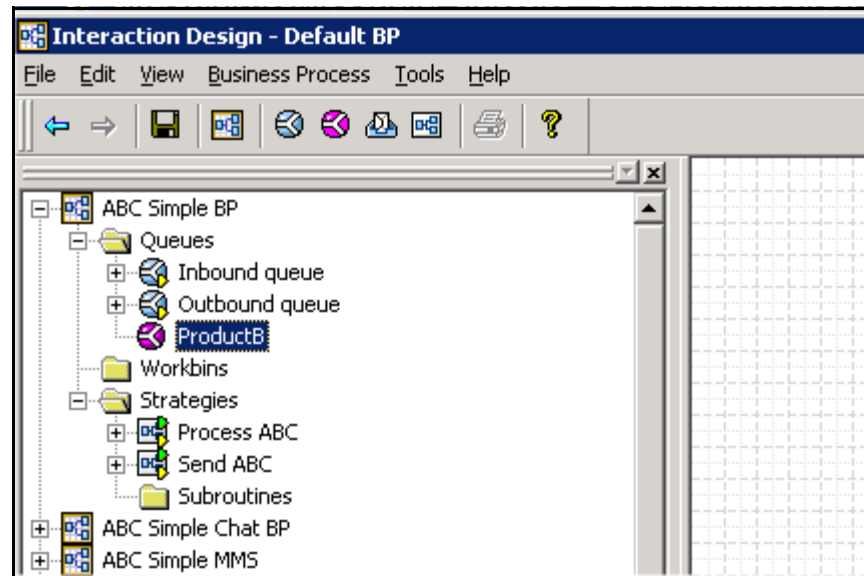 Interaction Design - Default BP
File Edit View Business Process Tools Help
ABC Simple BP
Queues
Inbound queue
Outbound queue
ProductB
Workbins
Strategies
Process ABC
Send ABC
Subroutines
ABC Simple Chat BP
ABC Simple MMS